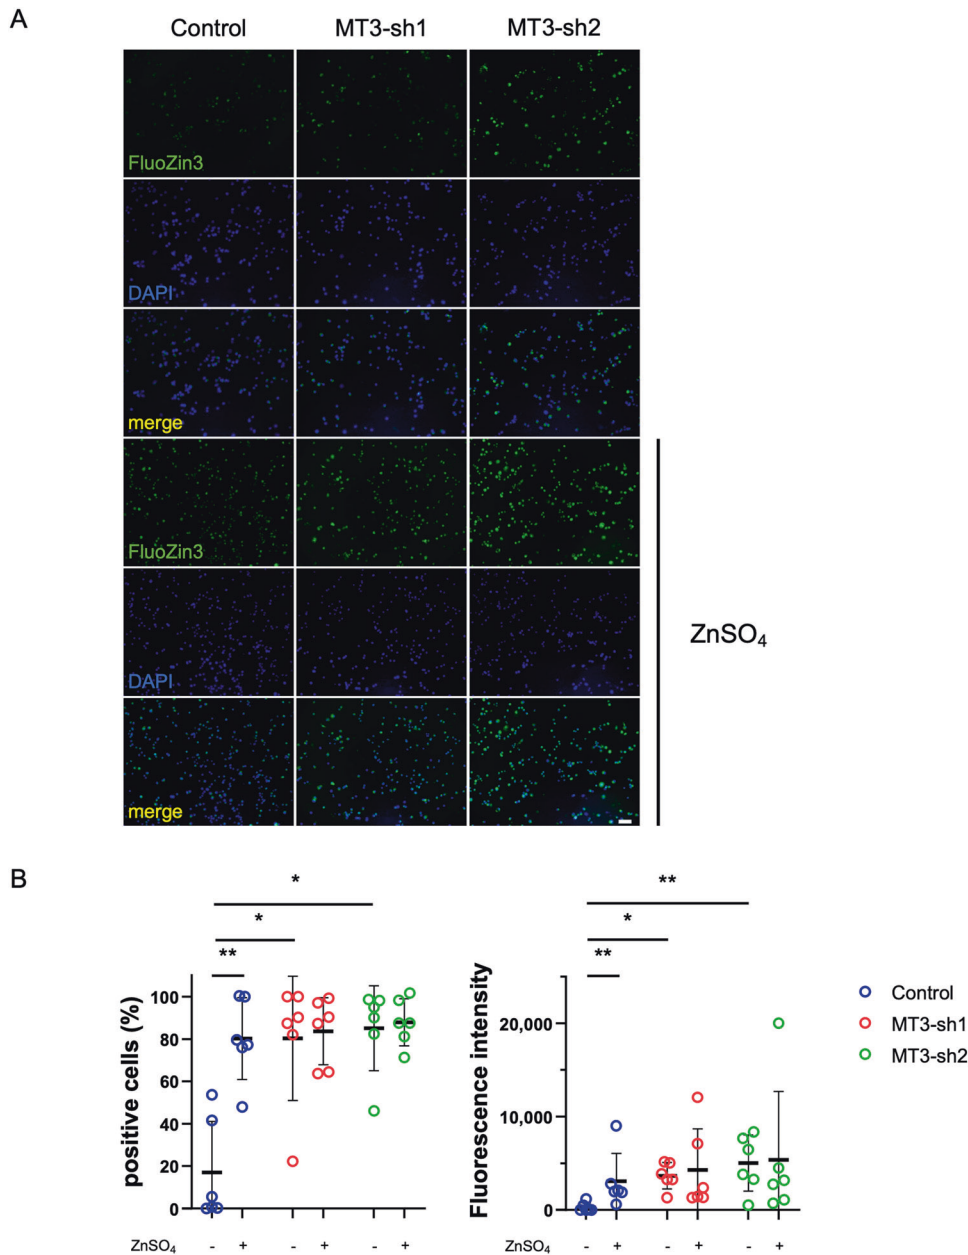 A
Control MT3-sh1 MT3-sh2
FluoZin3
DAPI
merge
FluoZin3
DAPI
merge
ZnSO₄
B
* **
* *
** **
positive cells (%)
100
80
60
40
20
0
ZnSO₄ - + - + - +
Fluorescence intensity
20,000
10,000
0
ZnSO₄ - + - + - +
Control
MT3-sh1
MT3-sh2